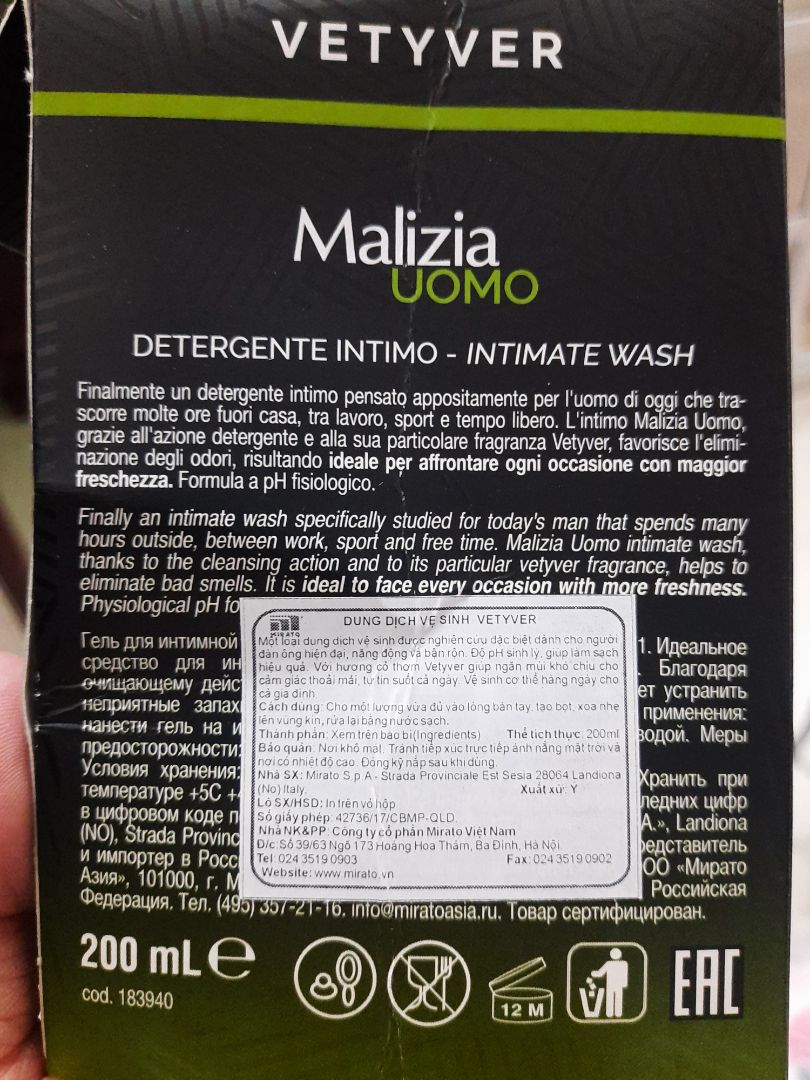 VETYVER
Malizia
UOMO
DETERGENTE INTIMO - INTIMATE WASH
Finalmente un detergente intimo pensato appositamente per l'uomo di oggi che tra-
scorre molte ore fuori casa, tra lavoro, sport e tempo libero. L'intimo Malizia Uomo,
grazie all'azione detergente e alla sua particolare fragranza Vetyver, favorisce l'elimi-
nazione degli odori, risultando ideale per affrontare ogni occasione con maggior
freschezza. Formula a pH fisiologico.
Finally an intimate wash specifically studied for today's man that spends many
hours outside, between work, sport and free time. Malizia Uomo intimate wash,
thanks to the cleansing action and to its particular vetyver fragrance, helps to
eliminate bad smells. It is ideal to face every occasion with more freshness.
Physiological pH fo
Гель для интимной
1. Идеальное
средство для ин
Благодаря
очищающему дейс
ет устранить
неприятные запах
применения:
нанести гель на и
водой. Меры
предосторожности:
Условия хранения:
Хранить при
температуре +5С +
ледних цифр
в цифровом коде п
А.», Landiona
(NO), Strada Provinc
редставитель
и импортер в Росс
ОО «Мирато
Азия», 101000, г. М
Российская
Федерация. Тел. (495) 357-21-16. info@miratoasia.ru. Товар сертифицирован.
MIRATO
DUNG DỊCH VỆ SINH VETYVER
Một loại dung dịch vệ sinh được nghiên cứu đặc biệt dành cho người
đàn ông hiện đại, năng động và bận rộn. Độ pH sinh lý, giúp làm sạch
hiệu quả. Với hương cỏ thơm Vetyver giúp ngăn mùi khó chịu cho
cảm giác thoải mái, tự tin suốt cả ngày. Vệ sinh cơ thể hàng ngày cho
cả gia đình
Cách dùng: Cho một lượng vừa đủ vào lòng bàn tay, tạo bọt, xoa nhẹ
lên vùng kín, rửa lại bằng nước sạch.
Thành phần: Xem trên bao bì(Ingredients) Thể tích thực: 200ml
Bảo quản: Nơi khô mát. Tránh tiếp xúc trực tiếp ánh nắng mặt trời và
nơi có nhiệt độ cao. Đóng kỹ nắp sau khi dùng.
Nhà SX: Mirato S.p.A - Strada Provinciale Est Sesia 28064 Landiona
(No) Italy. Xuất xứ: Ý
Lô SX/HSD: In trên vỏ hộp
Số giấy phép: 42736/17/CBMP-QLD.
Nhà NK&PP: Công ty cổ phần Mirato Việt Nam
Đ/c: Số 39/63 Ngõ 173 Hoàng Hoa Thám, Ba Đình, Hà Nội
Tel: 024 3519 0903 Fax: 024 3519 0902
Website: www.mirato.vn
200 mL e
cod. 183940
12 M
EAC